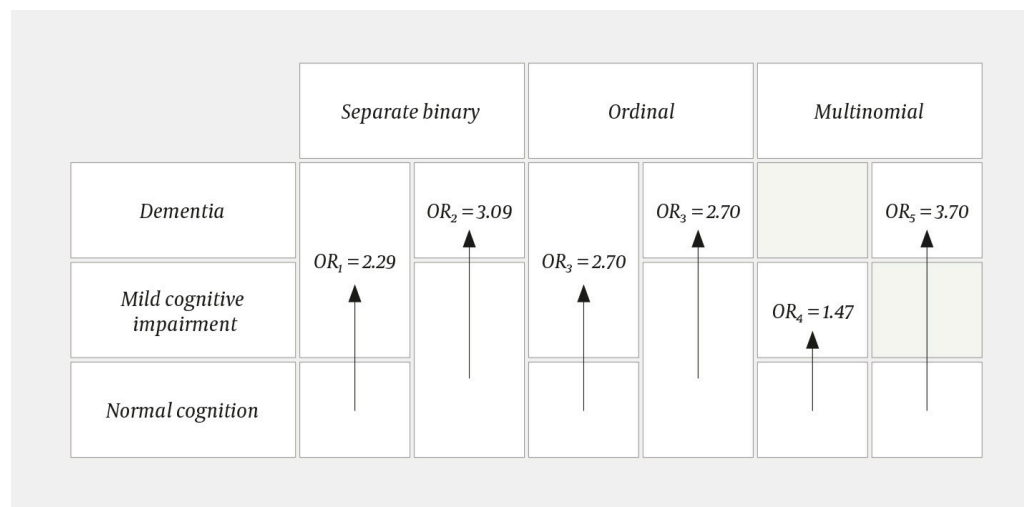 Separate binary
Ordinal
Multinomial
Dementia
OR₂ = 3.09
OR₃ = 2.70
OR₅ = 3.70
OR₁ = 2.29
OR₃ = 2.70
Mild cognitive
impairment
OR₄ = 1.47
Normal cognition